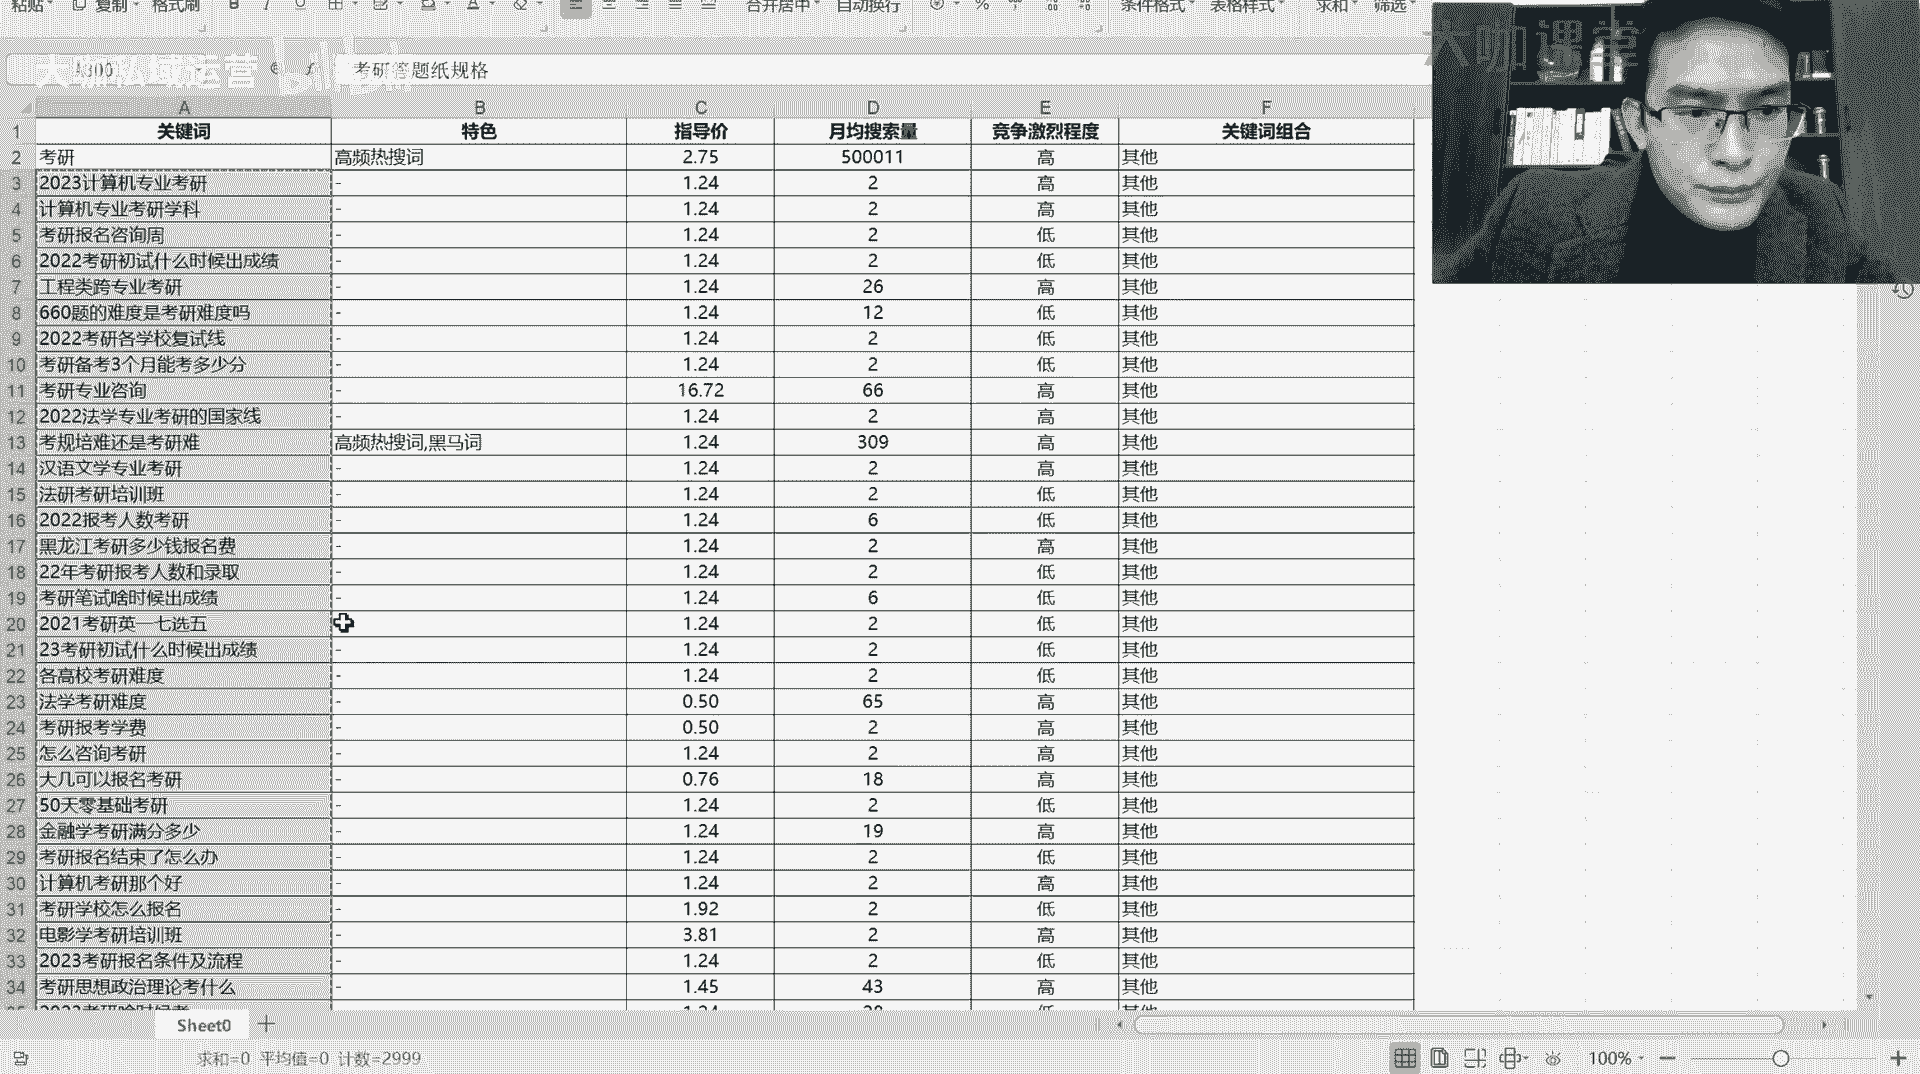 粘贴 复制 格式刷 B I U A 合并居中 自动换行 % 条件格式 表格样式 求和 筛选
大咖课堂
大咖私域运营 bilibili 考研答题纸规格
A B C D E F
1 关键词 特色 指导价 月均搜索量 竞争激烈程度 关键词组合
2 考研 高频热搜词 2.75 500011 高 其他
3 2023计算机专业考研 - 1.24 2 高 其他
4 计算机专业考研学科 - 1.24 2 高 其他
5 考研报名咨询周 - 1.24 2 低 其他
6 2022考研初试什么时候出成绩 - 1.24 2 低 其他
7 工程类跨专业考研 - 1.24 26 高 其他
8 660题的难度是考研难度吗 - 1.24 12 低 其他
9 2022考研各学校复试线 - 1.24 2 低 其他
10 考研备考3个月能考多少分 - 1.24 2 低 其他
11 考研专业咨询 - 16.72 66 高 其他
12 2022法学专业考研的国家线 - 1.24 2 高 其他
13 考规培难还是考研难 高频热搜词,黑马词 1.24 309 高 其他
14 汉语文学专业考研 - 1.24 2 高 其他
15 法研考研培训班 - 1.24 2 低 其他
16 2022报考人数考研 - 1.24 6 低 其他
17 黑龙江考研多少钱报名费 - 1.24 2 高 其他
18 22年考研报考人数和录取 - 1.24 2 低 其他
19 考研笔试啥时候出成绩 - 1.24 6 低 其他
20 2021考研英一七选五 1.24 2 低 其他
21 23考研初试什么时候出成绩 - 1.24 2 低 其他
22 各高校考研难度 - 1.24 2 低 其他
23 法学考研难度 - 0.50 65 高 其他
24 考研报考学费 - 0.50 2 高 其他
25 怎么咨询考研 - 1.24 2 高 其他
26 大几可以报名考研 - 0.76 18 高 其他
27 50天零基础考研 - 1.24 2 低 其他
28 金融学考研满分多少 - 1.24 19 高 其他
29 考研报名结束了怎么办 - 1.24 2 低 其他
30 计算机考研那个好 - 1.24 2 高 其他
31 考研学校怎么报名 - 1.92 2 低 其他
32 电影学考研培训班 - 3.81 2 高 其他
33 2023考研报名条件及流程 - 1.24 2 低 其他
34 考研思想政治理论考什么 - 1.45 43 高 其他
Sheet0
求和=0 平均值=0 计数=2999 100%